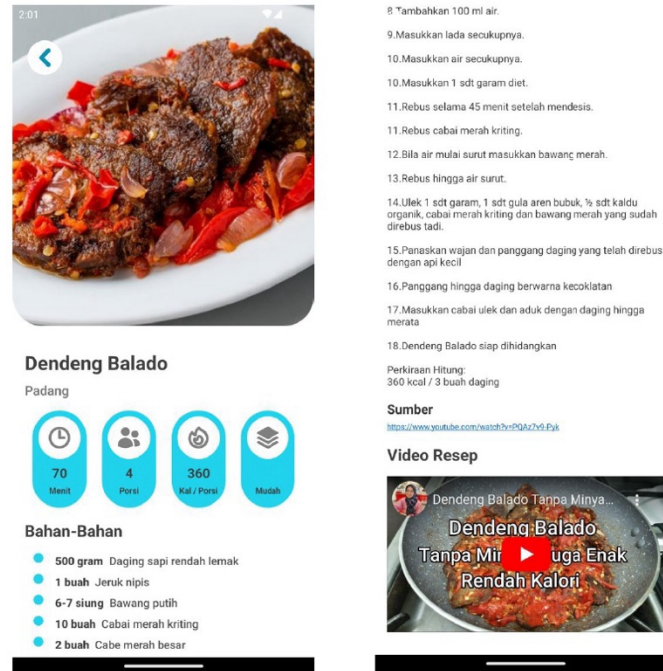 2:01
Dendeng Balado
Padang
70
Menit
4
Porsi
360
Kal / Porsi
Mudah
Bahan-Bahan
500 gram Daging sapi rendah lemak
1 buah Jeruk nipis
6-7 siung Bawang putih
10 buah Cabai merah kriting
2 buah Cabe merah besar
8.Tambahkan 100 ml air.
9.Masukkan lada secukupnya.
10.Masukkan air secukupnya.
10.Masukkan 1 sdt garam diet.
11.Rebus selama 45 menit setelah mendesis.
11.Rebus cabai merah kriting.
12.Bila air mulai surut masukkan bawang merah.
13.Rebus hingga air surut.
14.Ulek 1 sdt garam, 1 sdt gula aren bubuk, ½ sdt kaldu
organik, cabai merah kriting dan bawang merah yang sudah
direbus tadi.
15.Panaskan wajan dan panggang daging yang telah direbus
dengan api kecil
16.Panggang hingga daging berwarna kecoklatan
17.Masukkan cabai ulek dan aduk dengan daging hingga
merata
18.Dendeng Balado siap dihidangkan
Perkiraan Hitung:
360 kcal / 3 buah daging
Sumber
https://www.youtube.com/watch?v=PQAz7v9-Pyk
Video Resep
Dendeng Balado Tanpa Minya...
Dendeng Balado
Tanpa Min uga Enak
Rendah Kalori